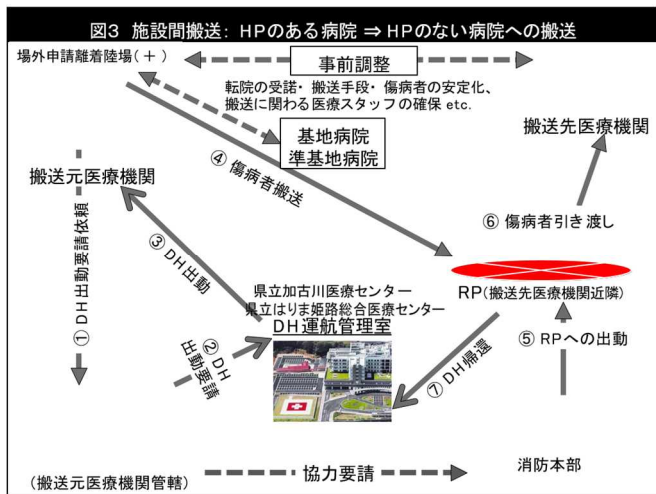 図3 施設間搬送: HPのある病院 ⇒ HPのない病院への搬送
場外申請離着陸場(＋)
事前調整
転院の受諾・搬送手段・傷病者の安定化、
搬送に関わる医療スタッフの確保 etc.
基地病院
準基地病院
搬送先医療機関
搬送元医療機関
④ 傷病者搬送
① DH出動要請依頼
③ DH出動
⑥ 傷病者引き渡し
県立加古川医療センター
県立はりま姫路総合医療センター
DH運航管理室
RP(搬送先医療機関近隣)
② DH
出動要請
⑤ RPへの出動
⑦ DH帰還
(搬送元医療機関管轄)
協力要請
消防本部